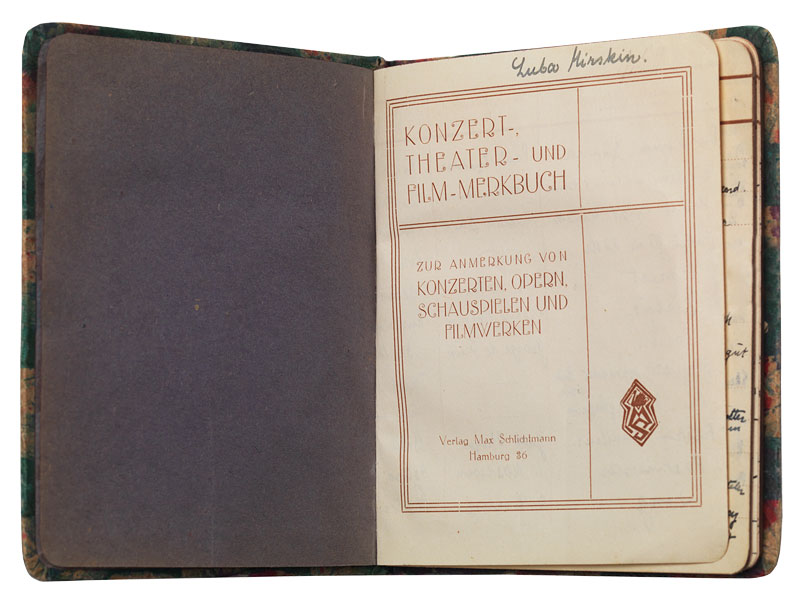 Luba Mirskin.
KONZERT-,
THEATER- UND
FILM-MERKBUCH
ZUR ANMERKUNG VON
KONZERTEN, OPERN,
SCHAUSPIELEN UND
FILMWERKEN
Verlag Max Schlichtmann
Hamburg 36